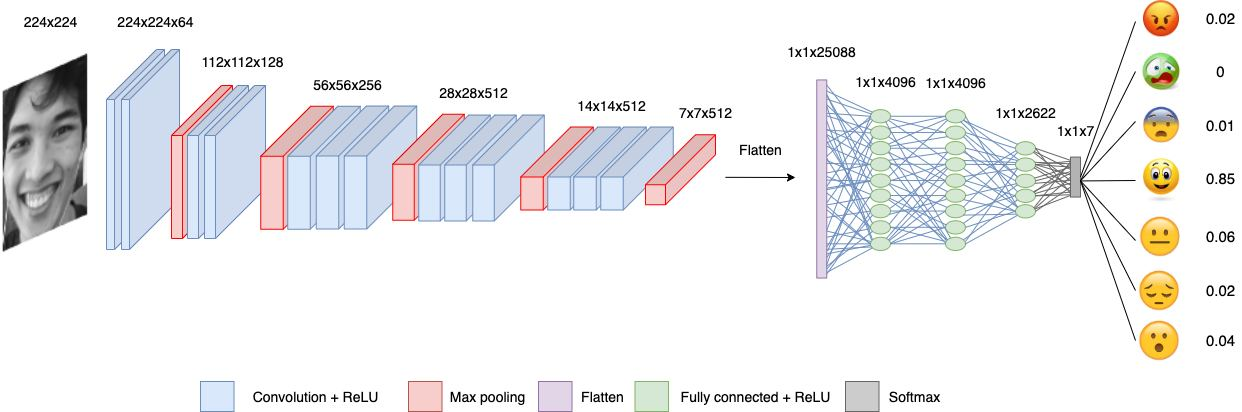 224x224
224x224x64
112x112x128
56x56x256
28x28x512
14x14x512
7x7x512
Flatten
1x1x25088
1x1x4096
1x1x4096
1x1x2622
1x1x7
0.02
0
0.01
0.85
0.06
0.02
0.04
Convolution + ReLU
Max pooling
Flatten
Fully connected + ReLU
Softmax